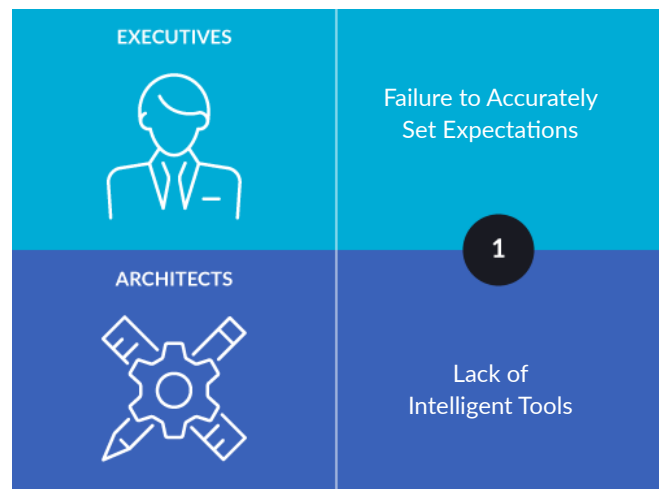 EXECUTIVES
Failure to Accurately
Set Expectations
1
ARCHITECTS
Lack of
Intelligent Tools